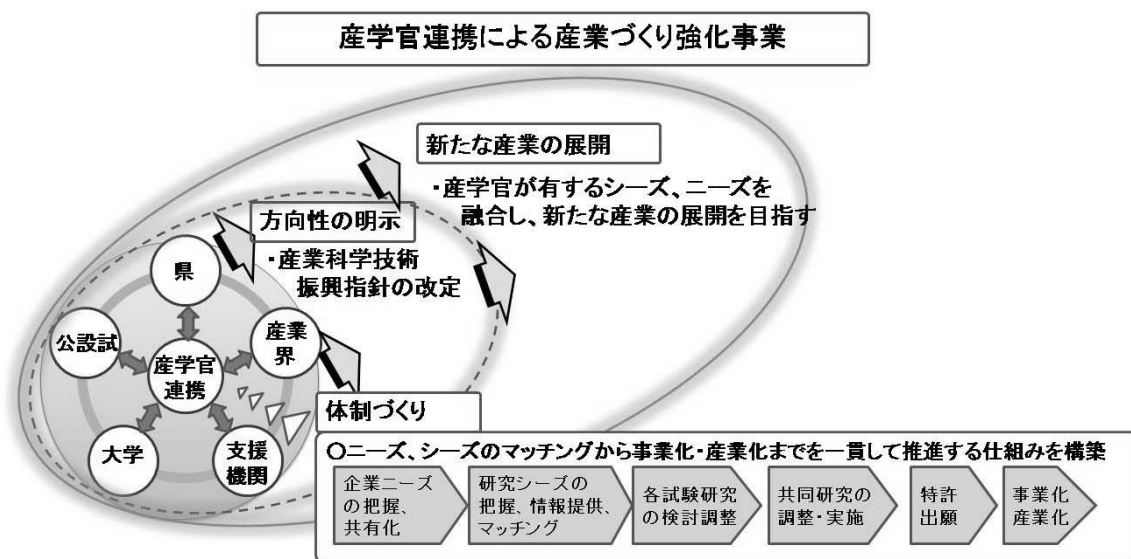 産学官連携による産業づくり強化事業
新たな産業の展開
・産学官が有するシーズ、ニーズを
融合し、新たな産業の展開を目指す
方向性の明示
・産業科学技術
振興指針の改定
県
公設試
産業
界
産学官
連携
大学
支援
機関
体制づくり
○ニーズ、シーズのマッチングから事業化・産業化までを一貫して推進する仕組みを構築
企業ニーズ
の把握、
共有化
研究シーズの
把握、情報提供、
マッチング
各試験研究
の検討調整
共同研究の
調整・実施
特許
出願
事業化
産業化